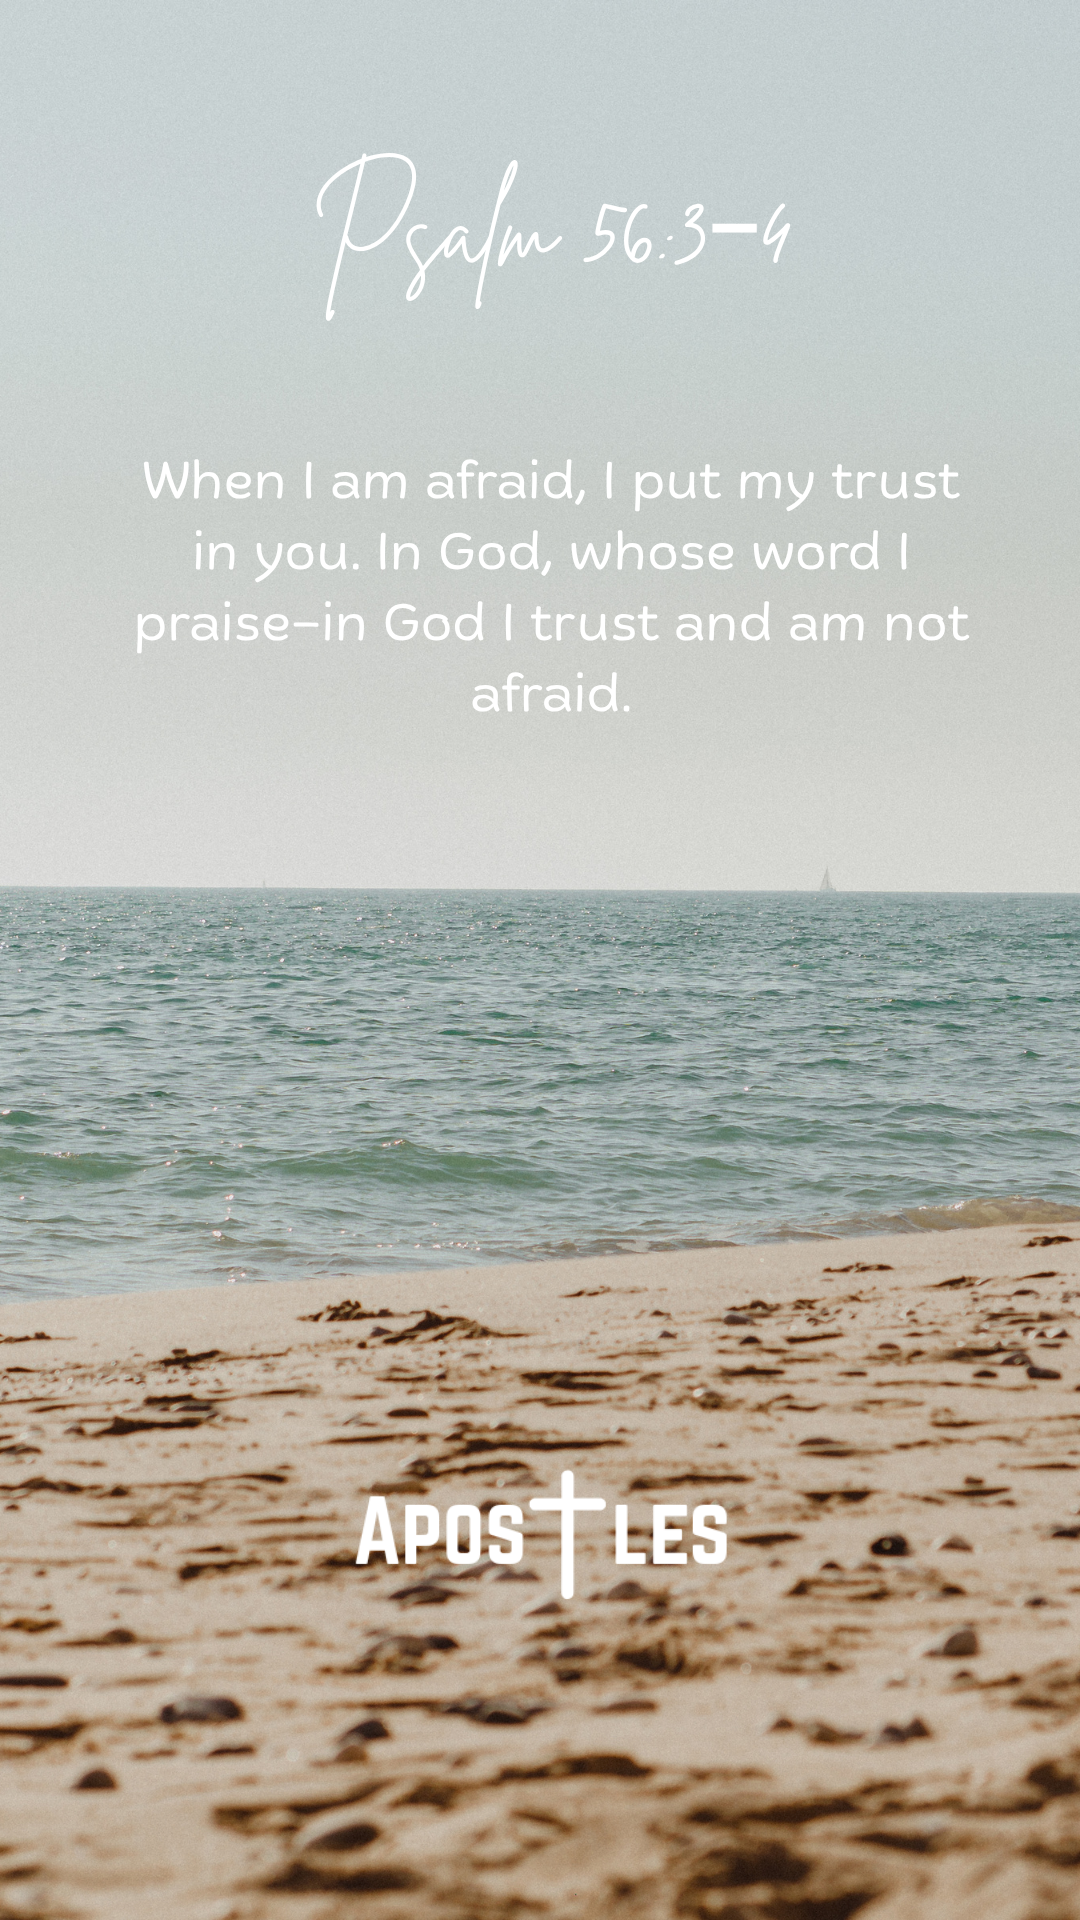 Psalm 56:3–4
When I am afraid, I put my trust
in you. In God, whose word I
praise–in God I trust and am not
afraid.
APOSTLES